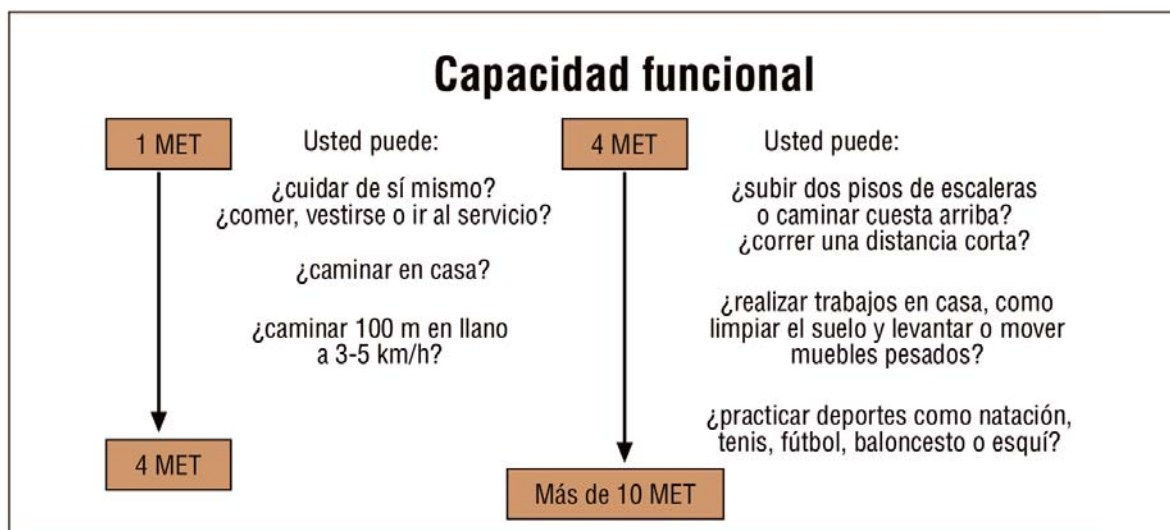 Capacidad funcional
1 MET
Usted puede:
¿cuidar de sí mismo?
¿comer, vestirse o ir al servicio?
¿caminar en casa?
¿caminar 100 m en llano
a 3-5 km/h?
4 MET
4 MET
Usted puede:
¿subir dos pisos de escaleras
o caminar cuesta arriba?
¿correr una distancia corta?
¿realizar trabajos en casa, como
limpiar el suelo y levantar o mover
muebles pesados?
¿practicar deportes como natación,
tenis, fútbol, baloncesto o esquí?
Más de 10 MET